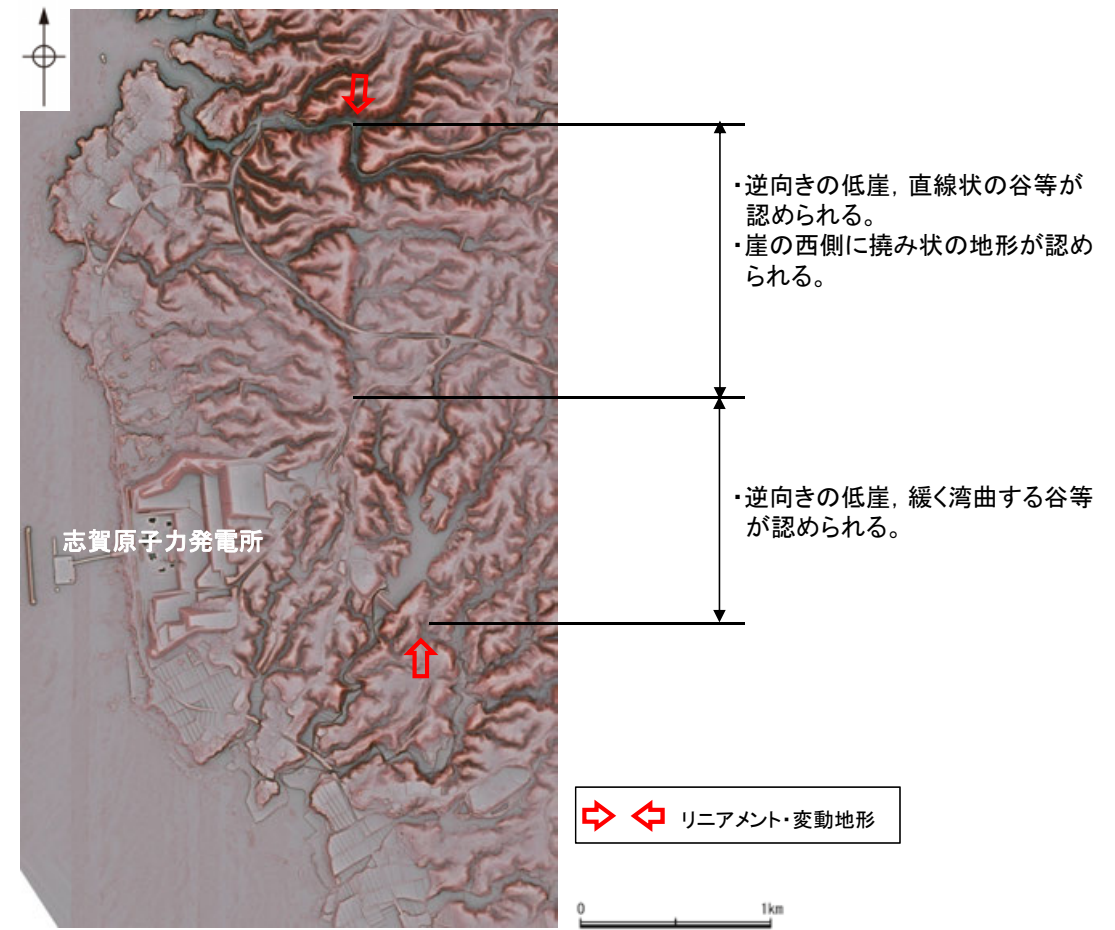 ・逆向きの低崖，直線状の谷等が
認められる。
・崖の西側に撓み状の地形が認め
られる。
・逆向きの低崖，緩く湾曲する谷等
が認められる。
志賀原子力発電所
リニアメント・変動地形
0 1km